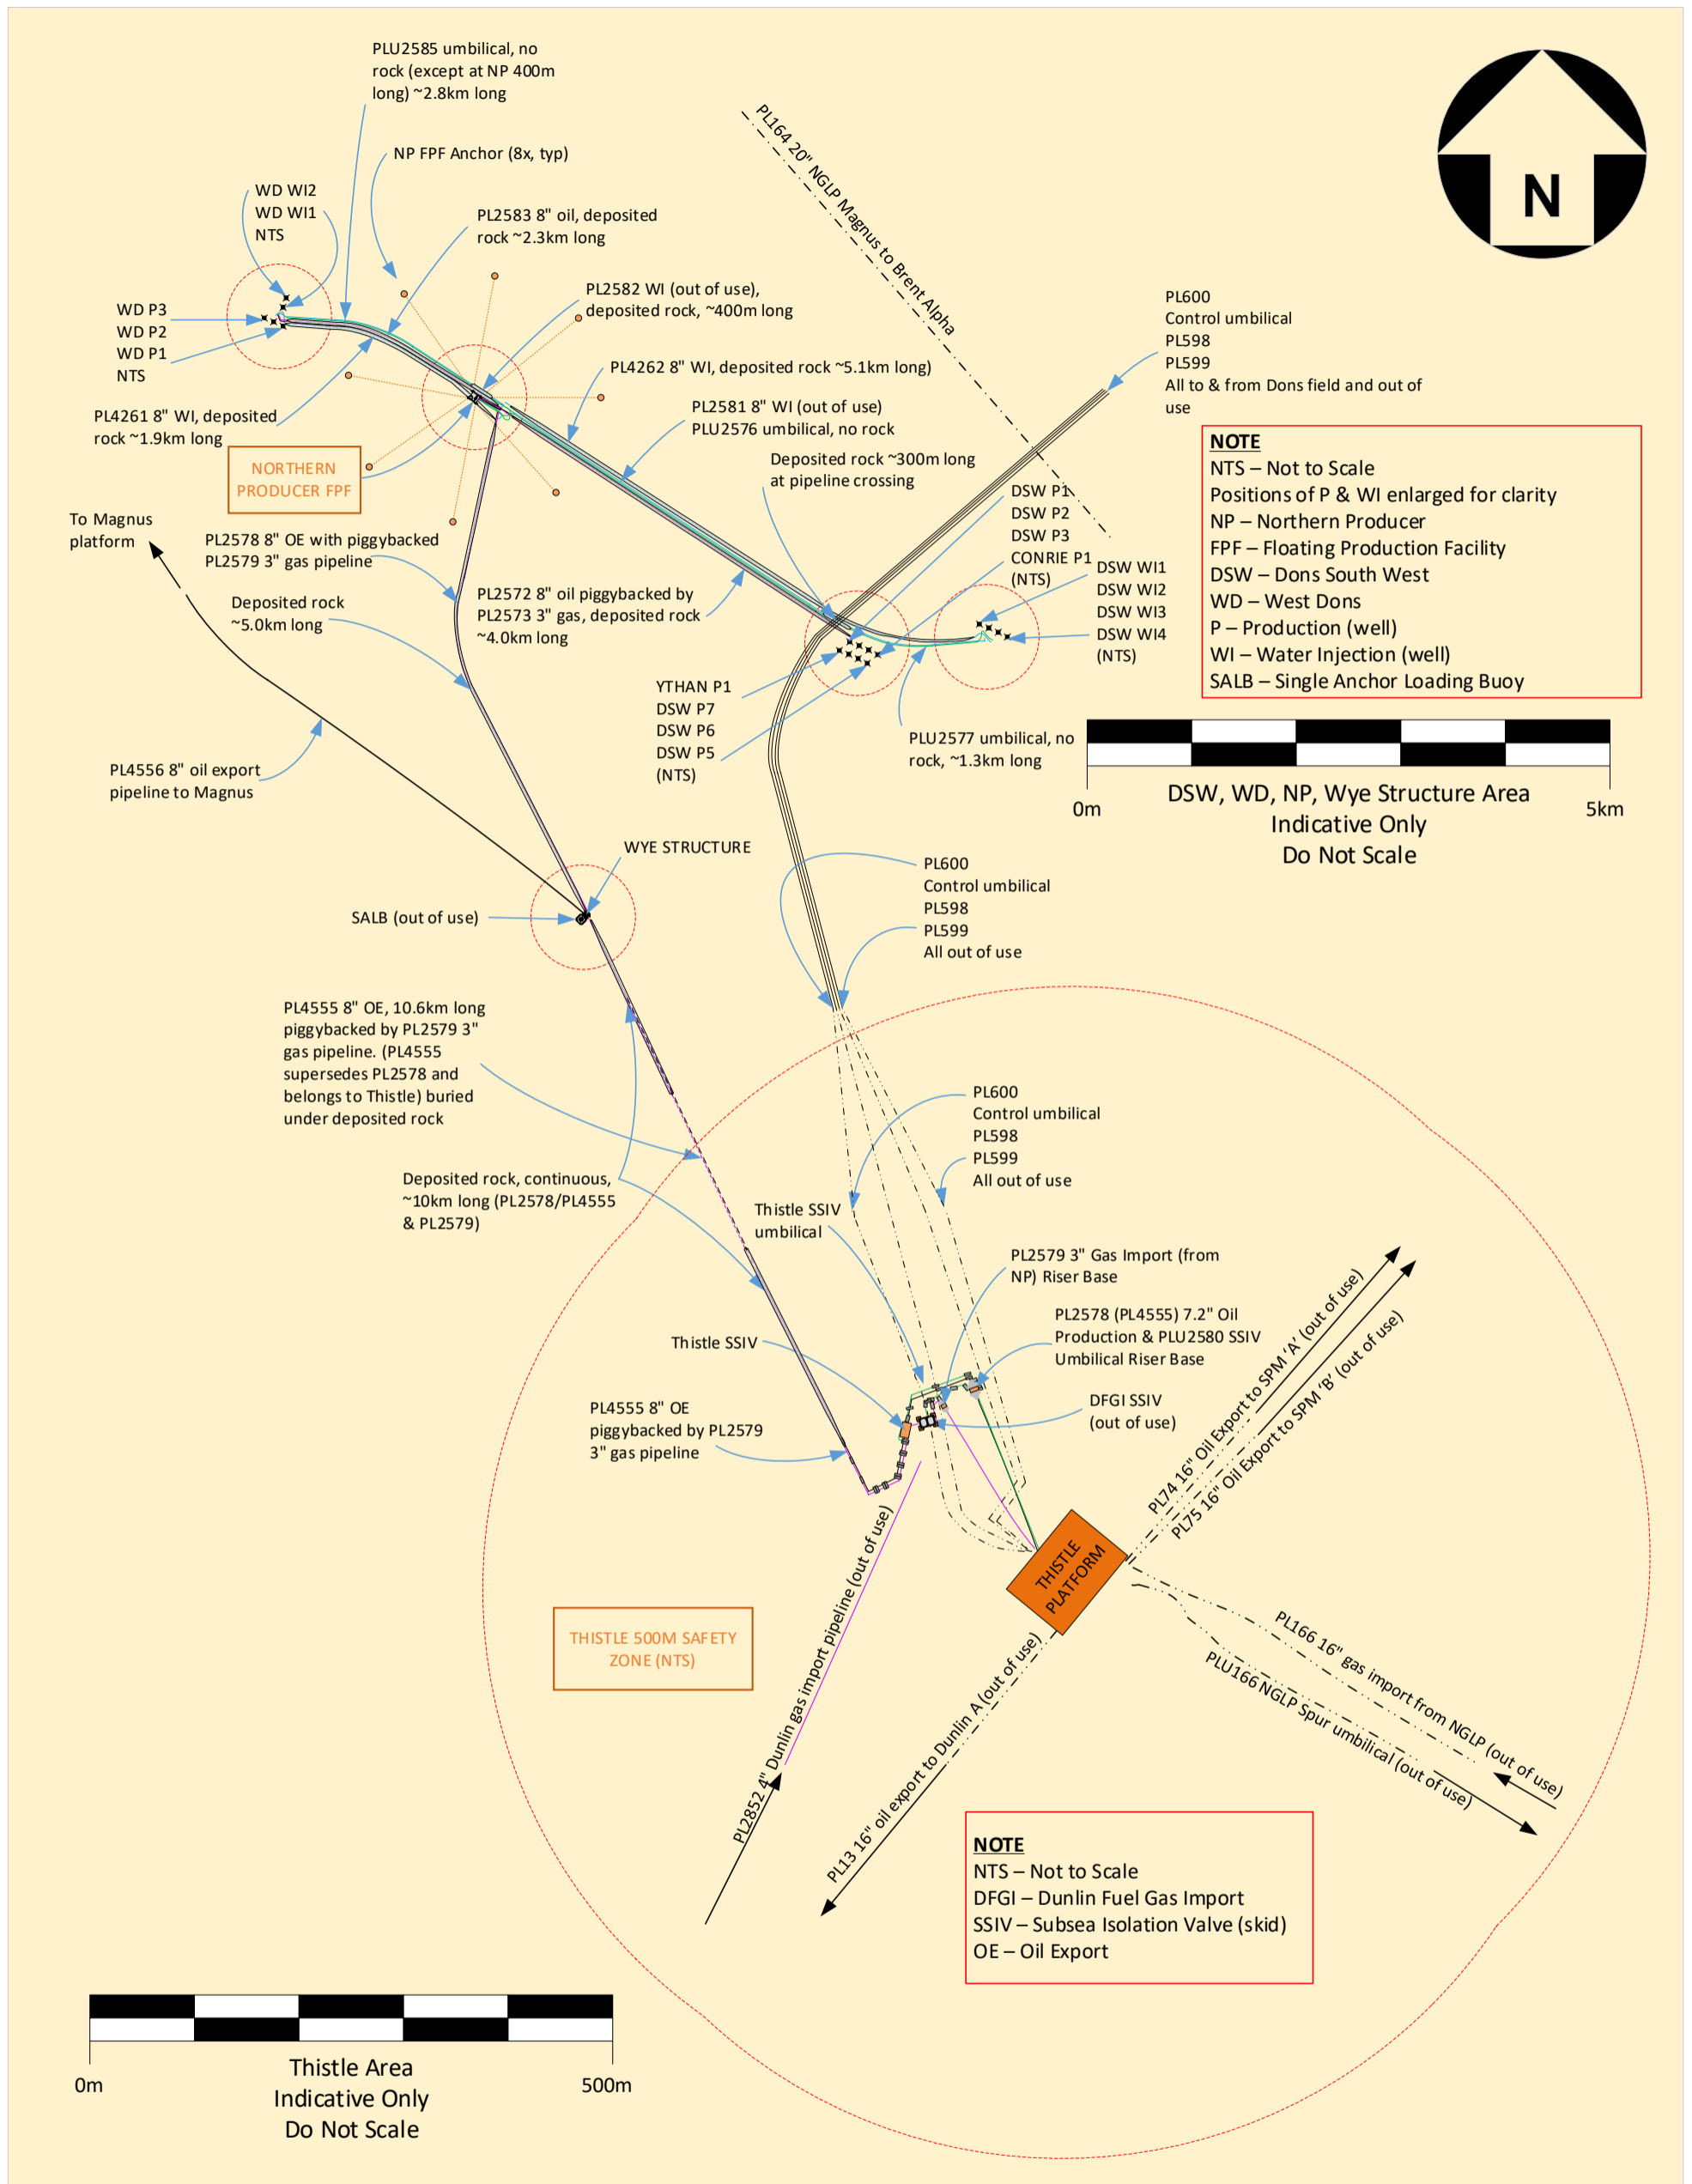 PLU2585 umbilical, no
rock (except at NP 400m
long) ~2.8km long
NP FPF Anchor (8x, typ)
WD WI2
WD WI1
NTS
PL2583 8" oil, deposited
rock ~2.3km long
PL2582 WI (out of use),
deposited rock, ~400m long
PL164 20" NGLP Magnus to Brent Alpha
N
WD P3
WD P2
WD P1
NTS
PL4262 8" WI, deposited rock ~5.1km long)
PL600
Control umbilical
PL598
PL599
All to & from Dons field and out of
use
PL4261 8" WI, deposited
rock ~1.9km long
PL2581 8" WI (out of use)
PLU2576 umbilical, no rock
Deposited rock ~300m long
at pipeline crossing
NORTHERN
PRODUCER FPF
NOTE
NTS – Not to Scale
Positions of P & WI enlarged for clarity
NP – Northern Producer
FPF – Floating Production Facility
DSW – Dons South West
WD – West Dons
P – Production (well)
WI – Water Injection (well)
SALB – Single Anchor Loading Buoy
DSW P1
DSW P2
DSW P3
CONRIE P1
(NTS)
To Magnus
platform
PL2578 8" OE with piggybacked
PL2579 3" gas pipeline
DSW WI1
DSW WI2
DSW WI3
DSW WI4
(NTS)
Deposited rock
~5.0km long
PL2572 8" oil piggybacked by
PL2573 3" gas, deposited rock
~4.0km long
YTHAN P1
DSW P7
DSW P6
DSW P5
(NTS)
PLU2577 umbilical, no
rock, ~1.3km long
PL4556 8" oil export
pipeline to Magnus
0m
5km
DSW, WD, NP, Wye Structure Area
Indicative Only
Do Not Scale
WYE STRUCTURE
PL600
Control umbilical
PL598
PL599
All out of use
SALB (out of use)
PL4555 8" OE, 10.6km long
piggybacked by PL2579 3"
gas pipeline. (PL4555
supersedes PL2578 and
belongs to Thistle) buried
under deposited rock
PL600
Control umbilical
PL598
PL599
All out of use
Deposited rock, continuous,
~10km long (PL2578/PL4555
& PL2579)
Thistle SSIV
umbilical
PL2579 3" Gas Import (from
NP) Riser Base
PL2578 (PL4555) 7.2" Oil
Production & PLU2580 SSIV
Umbilical Riser Base
Thistle SSIV
DFGI SSIV
(out of use)
PL4555 8" OE
piggybacked by PL2579
3" gas pipeline
PL74 16" Oil Export to SPM ‘A’ (out of use)
PL75 16" Oil Export to SPM ‘B’ (out of use)
THISTLE
PLATFORM
THISTLE 500M SAFETY
ZONE (NTS)
PL2852 4" Dunlin gas import pipeline (out of use)
PL13 16" oil export to Dunlin A (out of use)
PL166 16" gas import from NGLP (out of use)
PLU166 NGLP Spur umbilical (out of use)
NOTE
NTS – Not to Scale
DFGI – Dunlin Fuel Gas Import
SSIV – Subsea Isolation Valve (skid)
OE – Oil Export
0m
500m
Thistle Area
Indicative Only
Do Not Scale